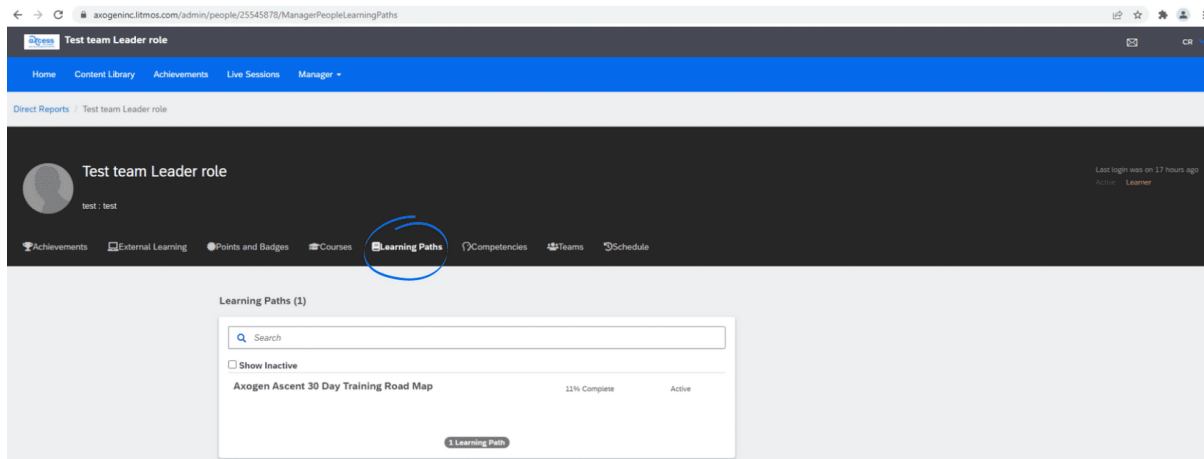 axogeninc.litmos.com/admin/people/25545878/ManagerPeopleLearningPaths
axcess Test team Leader role CR
Home Content Library Achievements Live Sessions Manager
Direct Reports / Test team Leader role
Test team Leader role
Last login was on 17 hours ago
Active Learner
test : test
Achievements External Learning Points and Badges Courses Learning Paths Competencies Teams Schedule
Learning Paths (1)
Search
Show Inactive
Axogen Ascent 30 Day Training Road Map 11% Complete Active
1 Learning Path